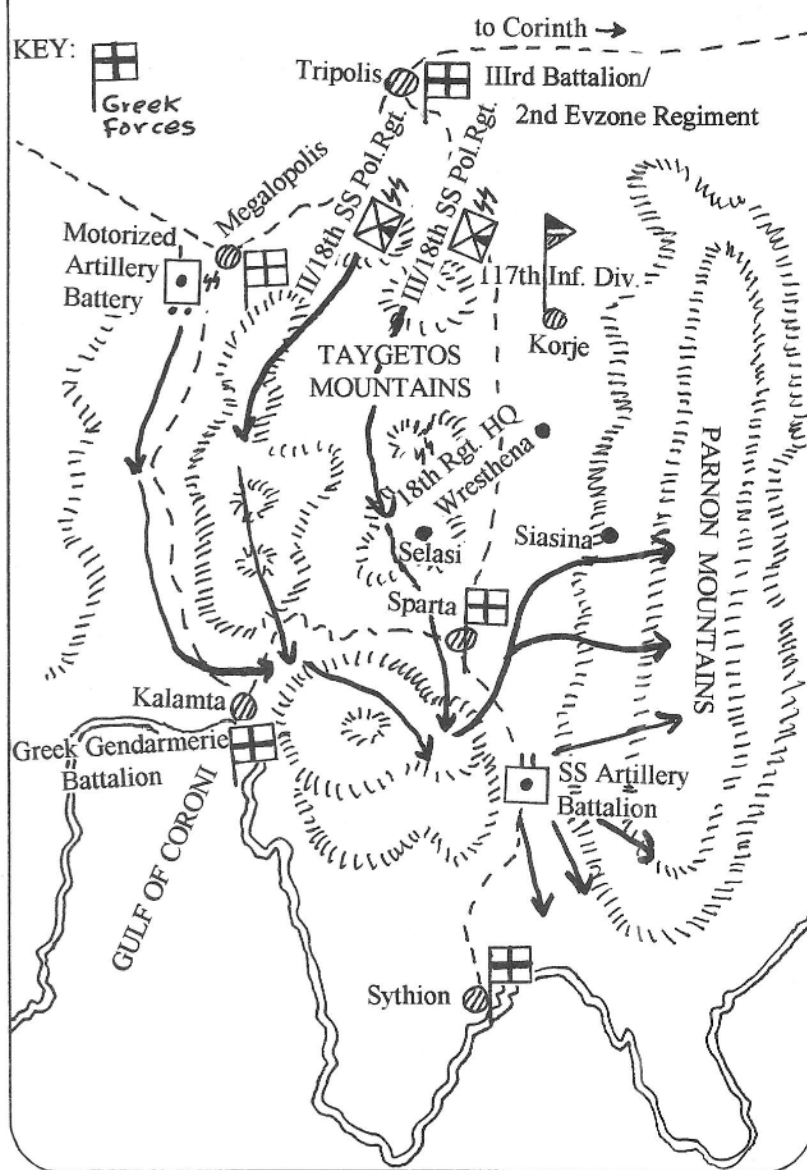 to Corinth
KEY:
Greek
Forces
Tripolis
IIIrd Battalion/
2nd Evzone Regiment
Megalopolis
Motorized
Artillery
Battery
II/18th SS Pol.Rgt.
III/18th SS Pol.Rgt.
117th Inf. Div.
Korje
TAYGETOS
MOUNTAINS
18th Rgt. HQ
Wresthena
Selasi
Siasina
Sparta
PARNON MOUNTAINS
Kalamta
Greek Gendarmerie
Battalion
GULF OF CORONI
SS Artillery
Battalion
Sythion